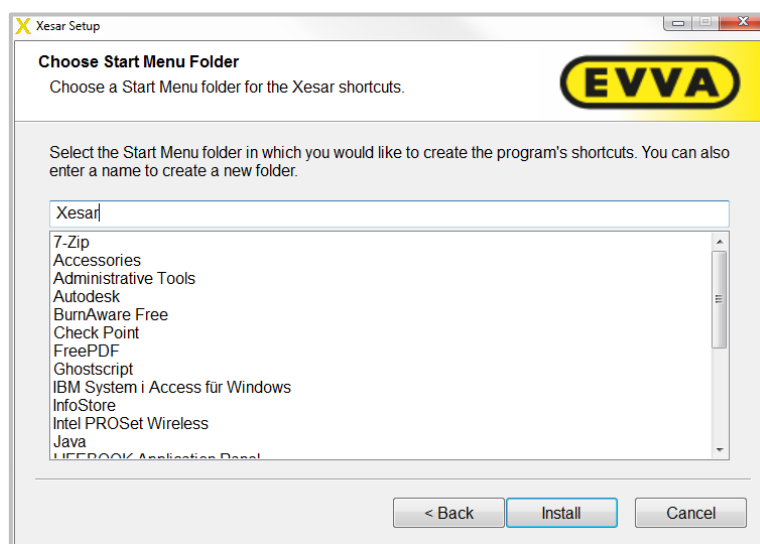 Xesar Setup
Choose Start Menu Folder
Choose a Start Menu folder for the Xesar shortcuts.
EVVA
Select the Start Menu folder in which you would like to create the program's shortcuts. You can also
enter a name to create a new folder.
Xesar
7-Zip
Accessories
Administrative Tools
Autodesk
BurnAware Free
Check Point
FreePDF
Ghostscript
IBM System i Access für Windows
InfoStore
Intel PROSet Wireless
Java
LIFEBOOK Application Panel
< Back
Install
Cancel